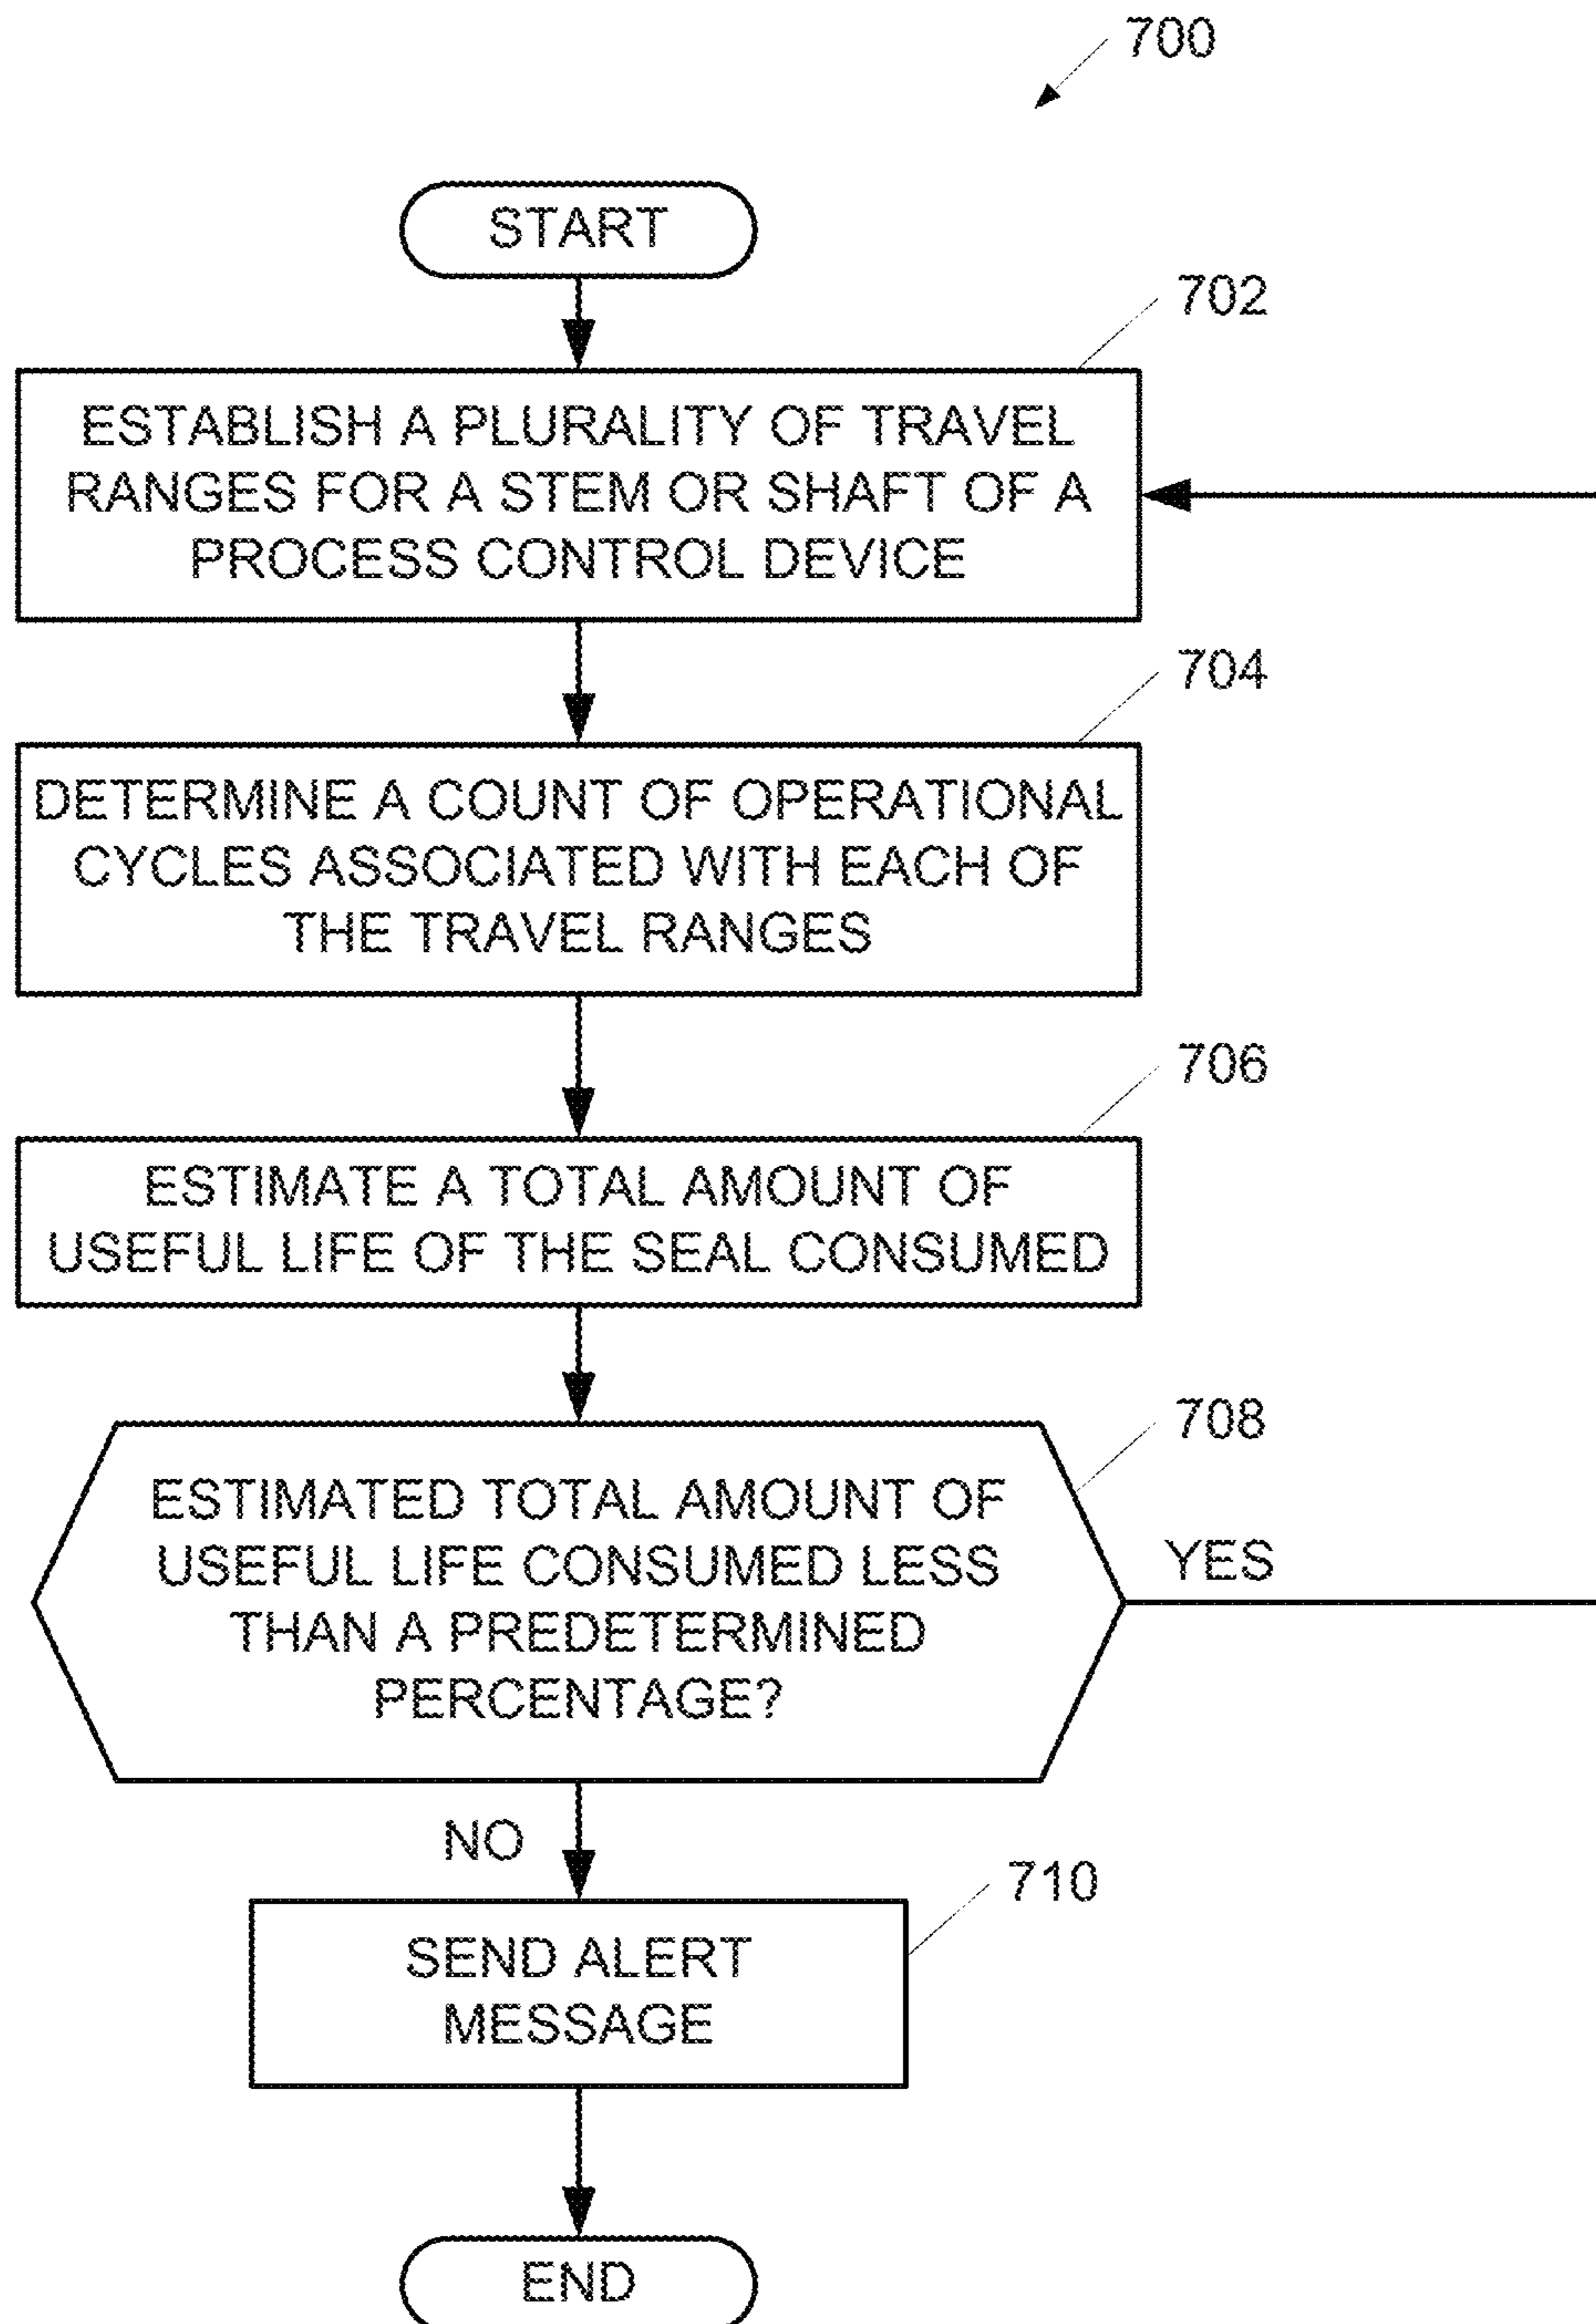 700
START
702
ESTABLISH A PLURALITY OF TRAVEL
RANGES FOR A STEM OR SHAFT OF A
PROCESS CONTROL DEVICE
704
DETERMINE A COUNT OF OPERATIONAL
CYCLES ASSOCIATED WITH EACH OF
THE TRAVEL RANGES
706
ESTIMATE A TOTAL AMOUNT OF
USEFUL LIFE OF THE SEAL CONSUMED
708
ESTIMATED TOTAL AMOUNT OF
USEFUL LIFE CONSUMED LESS
THAN A PREDETERMINED
PERCENTAGE?
YES
NO
710
SEND ALERT
MESSAGE
END